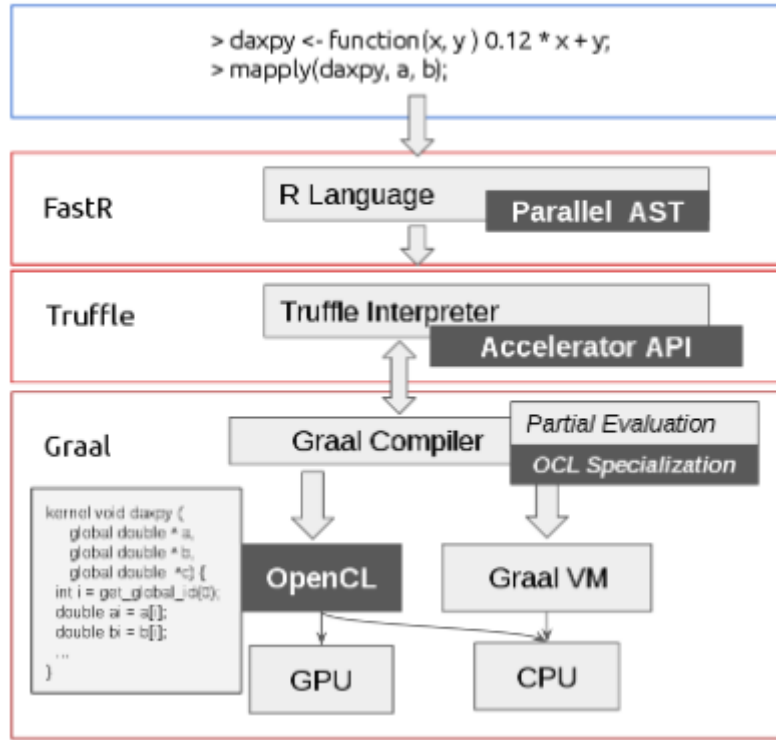 > daxpy <- function(x, y ) 0.12 * x + y;
> mapply(daxpy, a, b);
FastR
R Language
Parallel AST
Truffle
Truffle Interpreter
Accelerator API
Graal
Graal Compiler
Partial Evaluation
OCL Specialization
kernel void daxpy (
global double * a,
global double * b,
global double *c) {
int i = get_global_id(0);
double ai = a[i];
double bi = b[i];
...
}
OpenCL
Graal VM
GPU
CPU